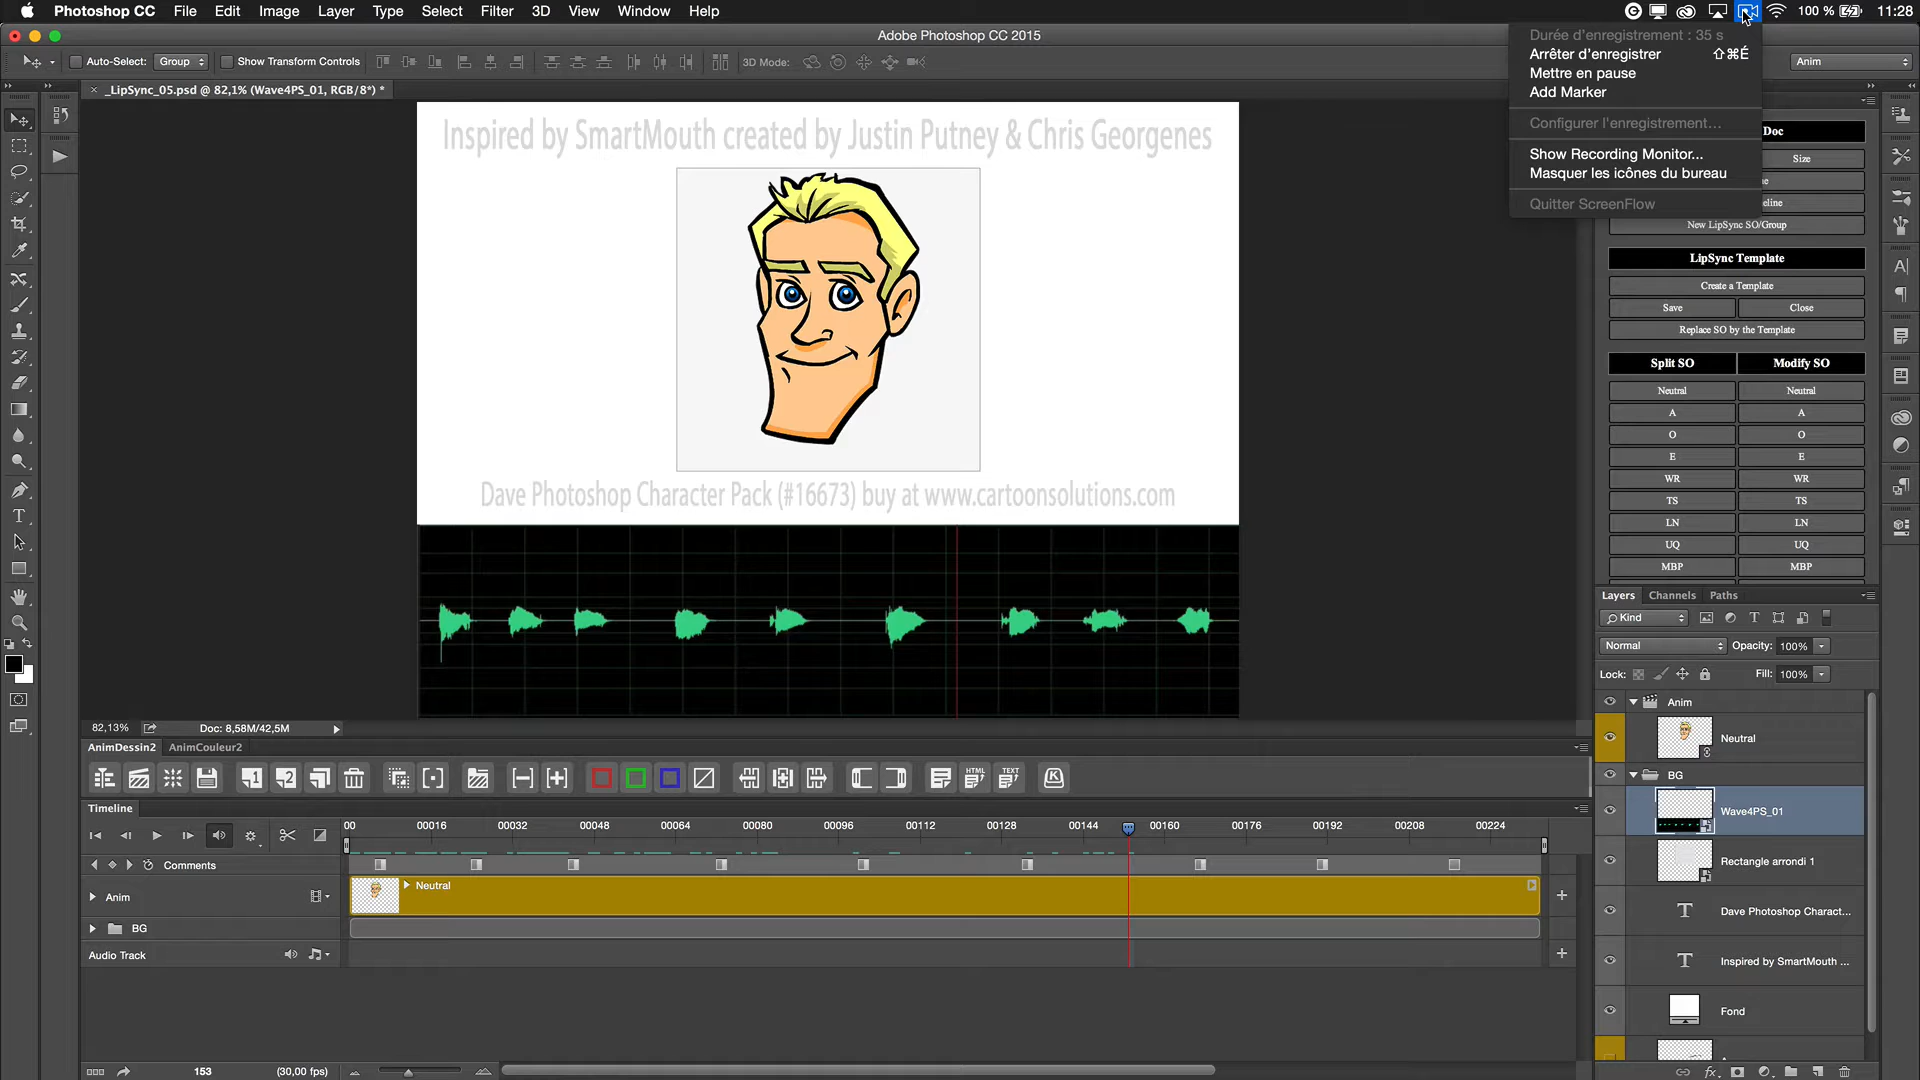 Photoshop CC File Edit Image Layer Type Select Filter 3D View Window Help
100 % 11:28
Adobe Photoshop CC 2015
Durée d'enregistrement : 35 s
Arrêter d'enregistrer ⇧⌘É
Mettre en pause
Add Marker
Configurer l'enregistrement…
Show Recording Monitor...
Masquer les icônes du bureau
Quitter ScreenFlow
Auto-Select: Group Show Transform Controls 3D Mode: Anim
× _LipSync_05.psd @ 82,1% (Wave4PS_01, RGB/8*) *
Inspired by SmartMouth created by Justin Putney & Chris Georgenes
Dave Photoshop Character Pack (#16673) buy at www.cartoonsolutions.com
Doc
Size
New LipSync SO/Group
LipSync Template
Create a Template
Save Close
Replace SO by the Template
Split SO Modify SO
Neutral Neutral
A A
O O
E E
WR WR
TS TS
LN LN
UQ UQ
MBP MBP
Layers Channels Paths
Kind
Normal Opacity: 100%
Lock: Fill: 100%
Anim
Neutral
BG
Wave4PS_01
Rectangle arrondi 1
Dave Photoshop Charact...
Inspired by SmartMouth ...
Fond
82,13% Doc: 8,58M/42,5M
AnimDessin2 AnimCouleur2
1 2 HTML TEXT K
Timeline
00 00016 00032 00048 00064 00080 00096 00112 00128 00144 00160 00176 00192 00208 00224
Comments
Anim Neutral
BG
Audio Track
153 (30,00 fps)